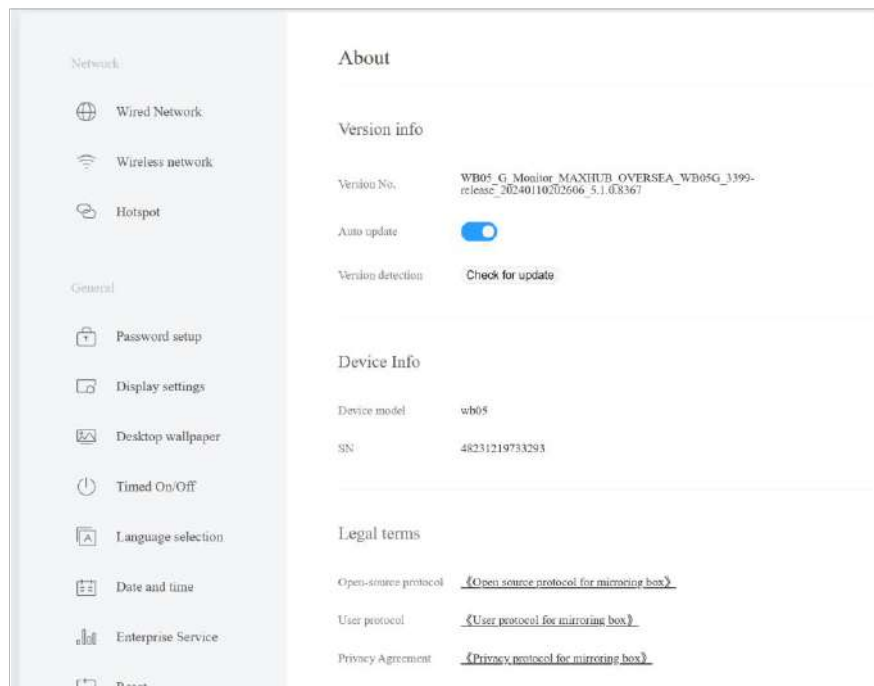 Network
Wired Network
Wireless network
Hotspot
General
Password setup
Display settings
Desktop wallpaper
Timed On/Off
Language selection
Date and time
Enterprise Service
Reset
About
Version info
Version No.
WB05_G_Monitor_MAXHUB_OVERSEA_WB05G_3399-
release_20240110202606_5.1.0.8367
Auto update
Version detection
Check for update
Device Info
Device model
wb05
SN
48231219733293
Legal terms
Open-source protocol
《Open source protocol for mirroring box》
User protocol
《User protocol for mirroring box》
Privacy Agreement
《Privacy protocol for mirroring box》